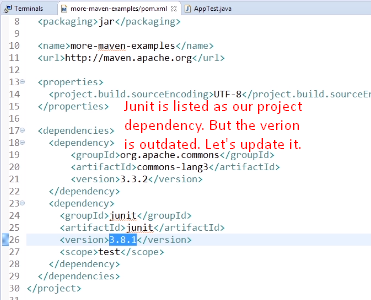 Terminals more-maven-examples/pom.xml AppTest.java
8 <packaging>jar</packaging>
9
10 <name>more-maven-examples</name>
11 <url>http://maven.apache.org</url>
12
13 <properties>
14 <project.build.sourceEncoding>UTF-8</project.build.sourceEn
15 </properties>
16
17 <dependencies>
18 <dependency>
19 <groupId>org.apache.commons</groupId>
20 <artifactId>commons-lang3</artifactId>
21 <version>3.3.2</version>
22 </dependency>
23 <dependency>
24 <groupId>junit</groupId>
25 <artifactId>junit</artifactId>
26 <version>3.8.1</version>
27 <scope>test</scope>
28 </dependency>
29 </dependencies>
30 </project>
31
Junit is listed as our project
dependency. But the verion
is outdated. Let's update it.